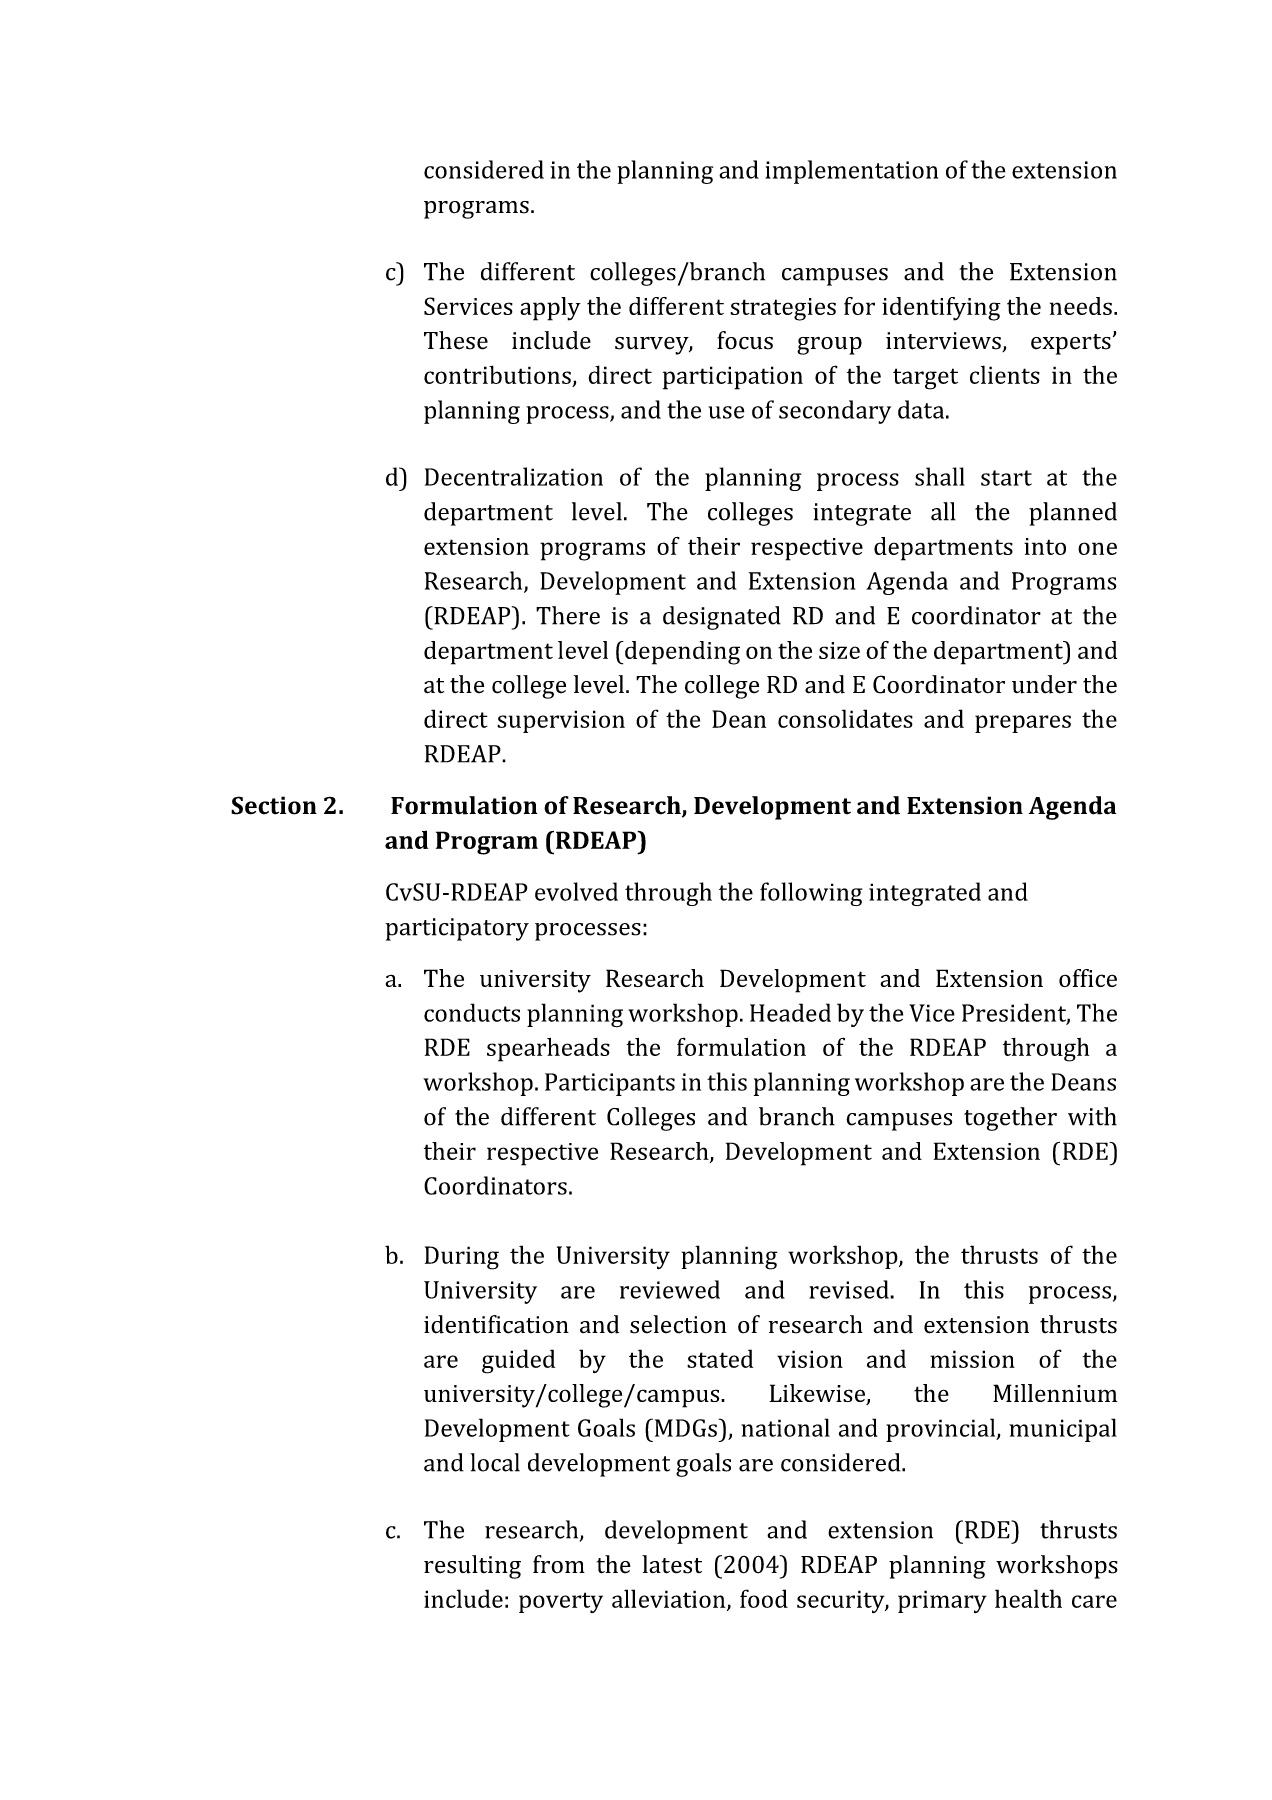 considered in the planning and implementation of the extension
programs.
c) The different colleges/branch campuses and the Extension
Services apply the different strategies for identifying the needs.
These include survey, focus group interviews, experts’
contributions, direct participation of the target clients in the
planning process, and the use of secondary data.
d) Decentralization of the planning process shall start at the
department level. The colleges integrate all the planned
extension programs of their respective departments into one
Research, Development and Extension Agenda and Programs
(RDEAP). There is a designated RD and E coordinator at the
department level (depending on the size of the department) and
at the college level. The college RD and E Coordinator under the
direct supervision of the Dean consolidates and prepares the
RDEAP.
Section 2. Formulation of Research, Development and Extension Agenda
and Program (RDEAP)
CvSU-RDEAP evolved through the following integrated and
participatory processes:
a. The university Research Development and Extension office
conducts planning workshop. Headed by the Vice President, The
RDE spearheads the formulation of the RDEAP through a
workshop. Participants in this planning workshop are the Deans
of the different Colleges and branch campuses together with
their respective Research, Development and Extension (RDE)
Coordinators.
b. During the University planning workshop, the thrusts of the
University are reviewed and revised. In this process,
identification and selection of research and extension thrusts
are guided by the stated vision and mission of the
university/college/campus. Likewise, the Millennium
Development Goals (MDGs), national and provincial, municipal
and local development goals are considered.
c. The research, development and extension (RDE) thrusts
resulting from the latest (2004) RDEAP planning workshops
include: poverty alleviation, food security, primary health care